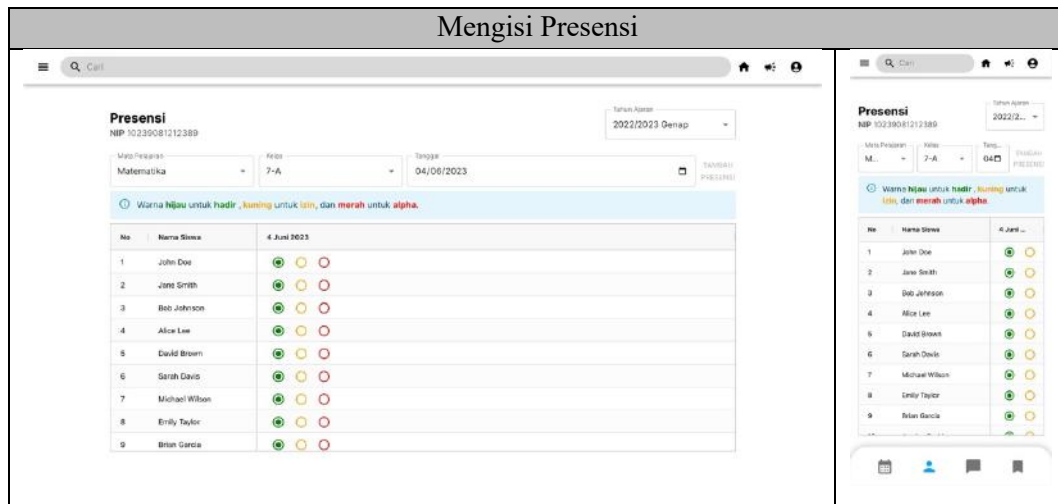 Mengisi Presensi
Cari
Presensi
NIP 10239081212389
Tahun Ajaran
2022/2023 Genap
Mata Pelajaran
Matematika
Kelas
7-A
Tanggal
04/06/2023
TAMBAH
PRESENSI
Warna hijau untuk hadir , kuning untuk izin, dan merah untuk alpha.
No Nama Siswa 4 Juni 2023
1 John Doe
2 Jane Smith
3 Bob Johnson
4 Alice Lee
5 David Brown
6 Sarah Davis
7 Michael Wilson
8 Emily Taylor
9 Brian Garcia
Cari
Presensi
NIP 10239081212389
Tahun Ajaran
2022/2... 
Mata Pelajaran
M...
Kelas
7-A
Tang...
04
TAMBAH
PRESENSI
Warna hijau untuk hadir , kuning untuk
izin, dan merah untuk alpha.
No Nama Siswa 4 Juni ...
1 John Doe
2 Jane Smith
3 Bob Johnson
4 Alice Lee
5 David Brown
6 Sarah Davis
7 Michael Wilson
8 Emily Taylor
9 Brian Garcia